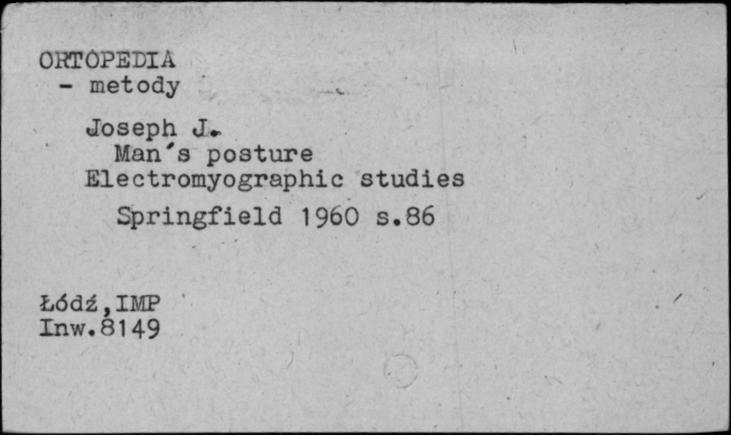 ORTOPEDIA
- metody
Joseph J.
Man's posture
Electromyographic studies
Springfield 1960 s.86
Łódź,IMP
Inw.8149